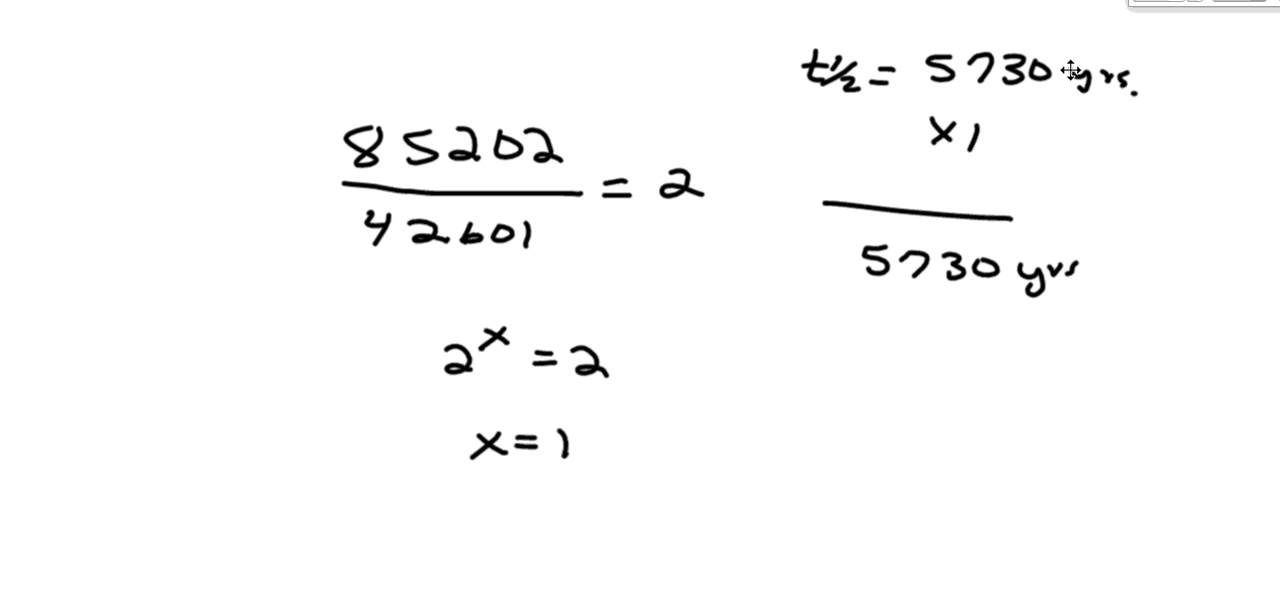 85202
42601
= 2
2^x = 2
x = 1
t½ = 5730 yrs.
x 1
5730 yrs